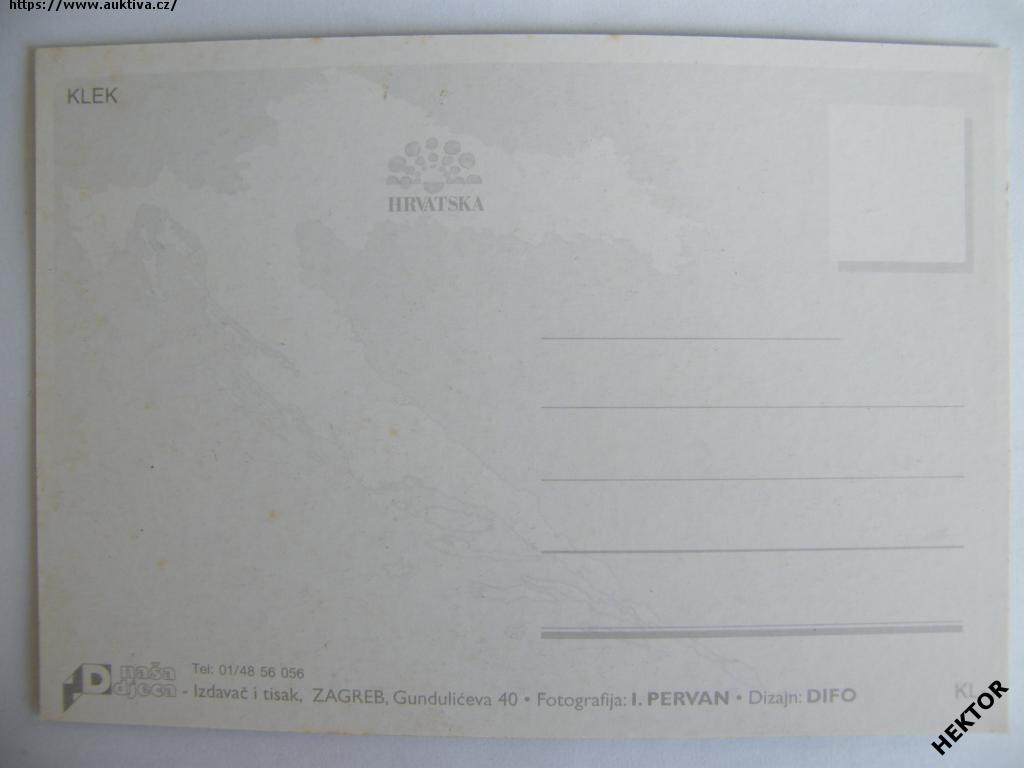 https://www.auktiva.cz/
KLEK
HRVATSKA
naša
djeca
Tel: 01/48 56 056
- Izdavač i tisak, ZAGREB, Gundulićeva 40 • Fotografija: I. PERVAN • Dizajn: DIFO
KL
HEKTOR